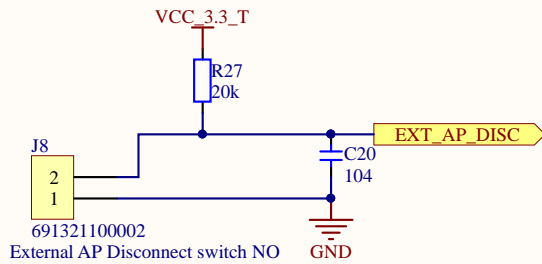 VCC_3.3_T
R27
20k
EXT_AP_DISC
J8
C20
2
104
1
691321100002
External AP Disconnect switch NO
GND